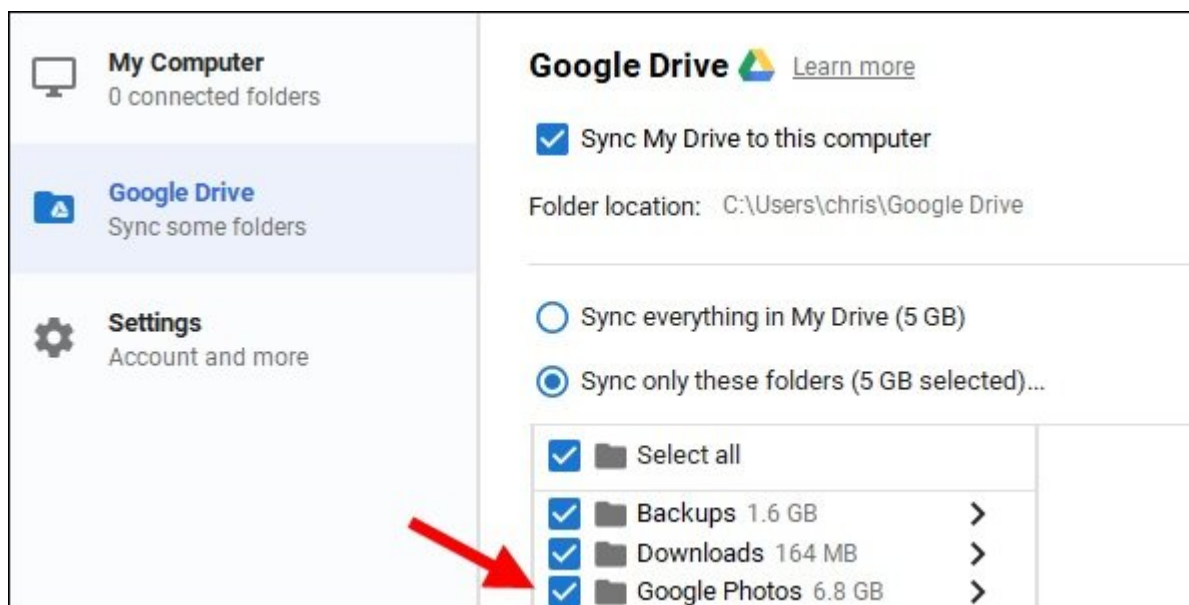 My Computer
0 connected folders
Google Drive
Sync some folders
Settings
Account and more
Google Drive Learn more
Sync My Drive to this computer
Folder location: C:\Users\chris\Google Drive
Sync everything in My Drive (5 GB)
Sync only these folders (5 GB selected)...
Select all
Backups 1.6 GB
Downloads 164 MB
Google Photos 6.8 GB